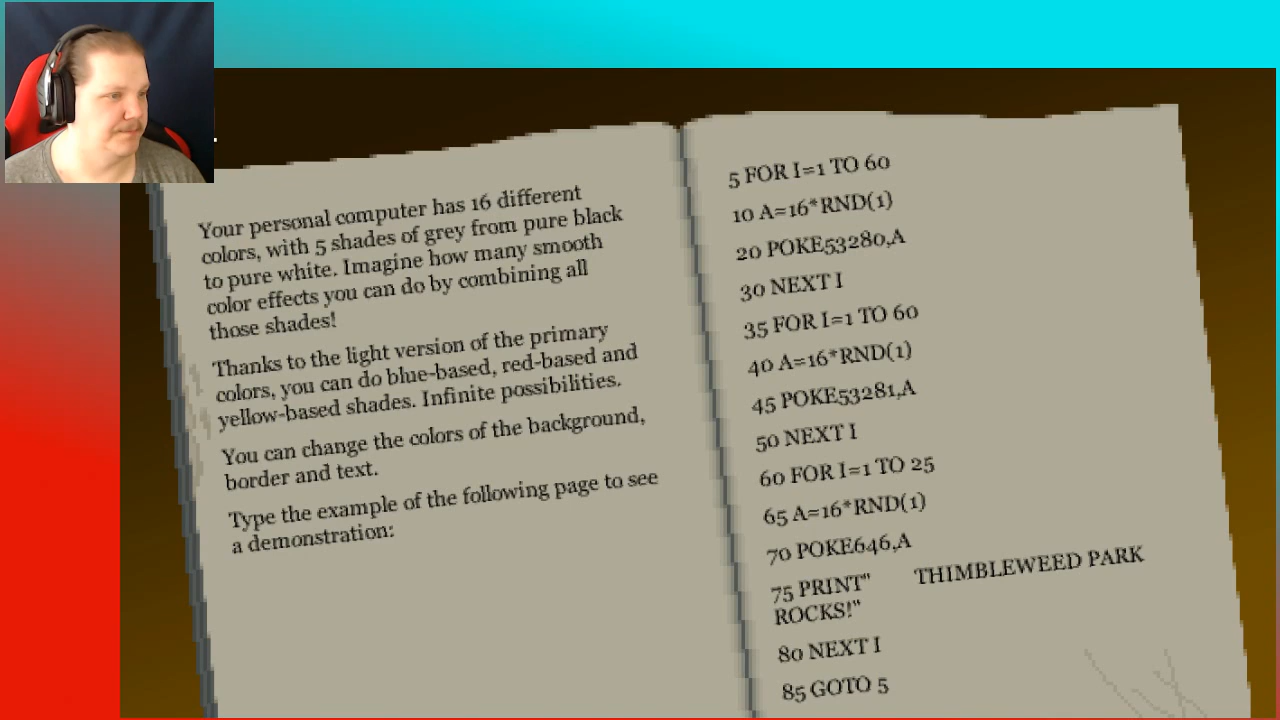 Your personal computer has 16 different
colors, with 5 shades of grey from pure black
to pure white. Imagine how many smooth
color effects you can do by combining all
those shades!
Thanks to the light version of the primary
colors, you can do blue-based, red-based and
yellow-based shades. Infinite possibilities.
You can change the colors of the background,
border and text.
Type the example of the following page to see
a demonstration:
5 FOR I=1 TO 60
10 A=16*RND(1)
20 POKE53280,A
30 NEXT I
35 FOR I=1 TO 60
40 A=16*RND(1)
45 POKE53281,A
50 NEXT I
60 FOR I=1 TO 25
65 A=16*RND(1)
70 POKE646,A
75 PRINT" THIMBLEWEED PARK
ROCKS!"
80 NEXT I
85 GOTO 5